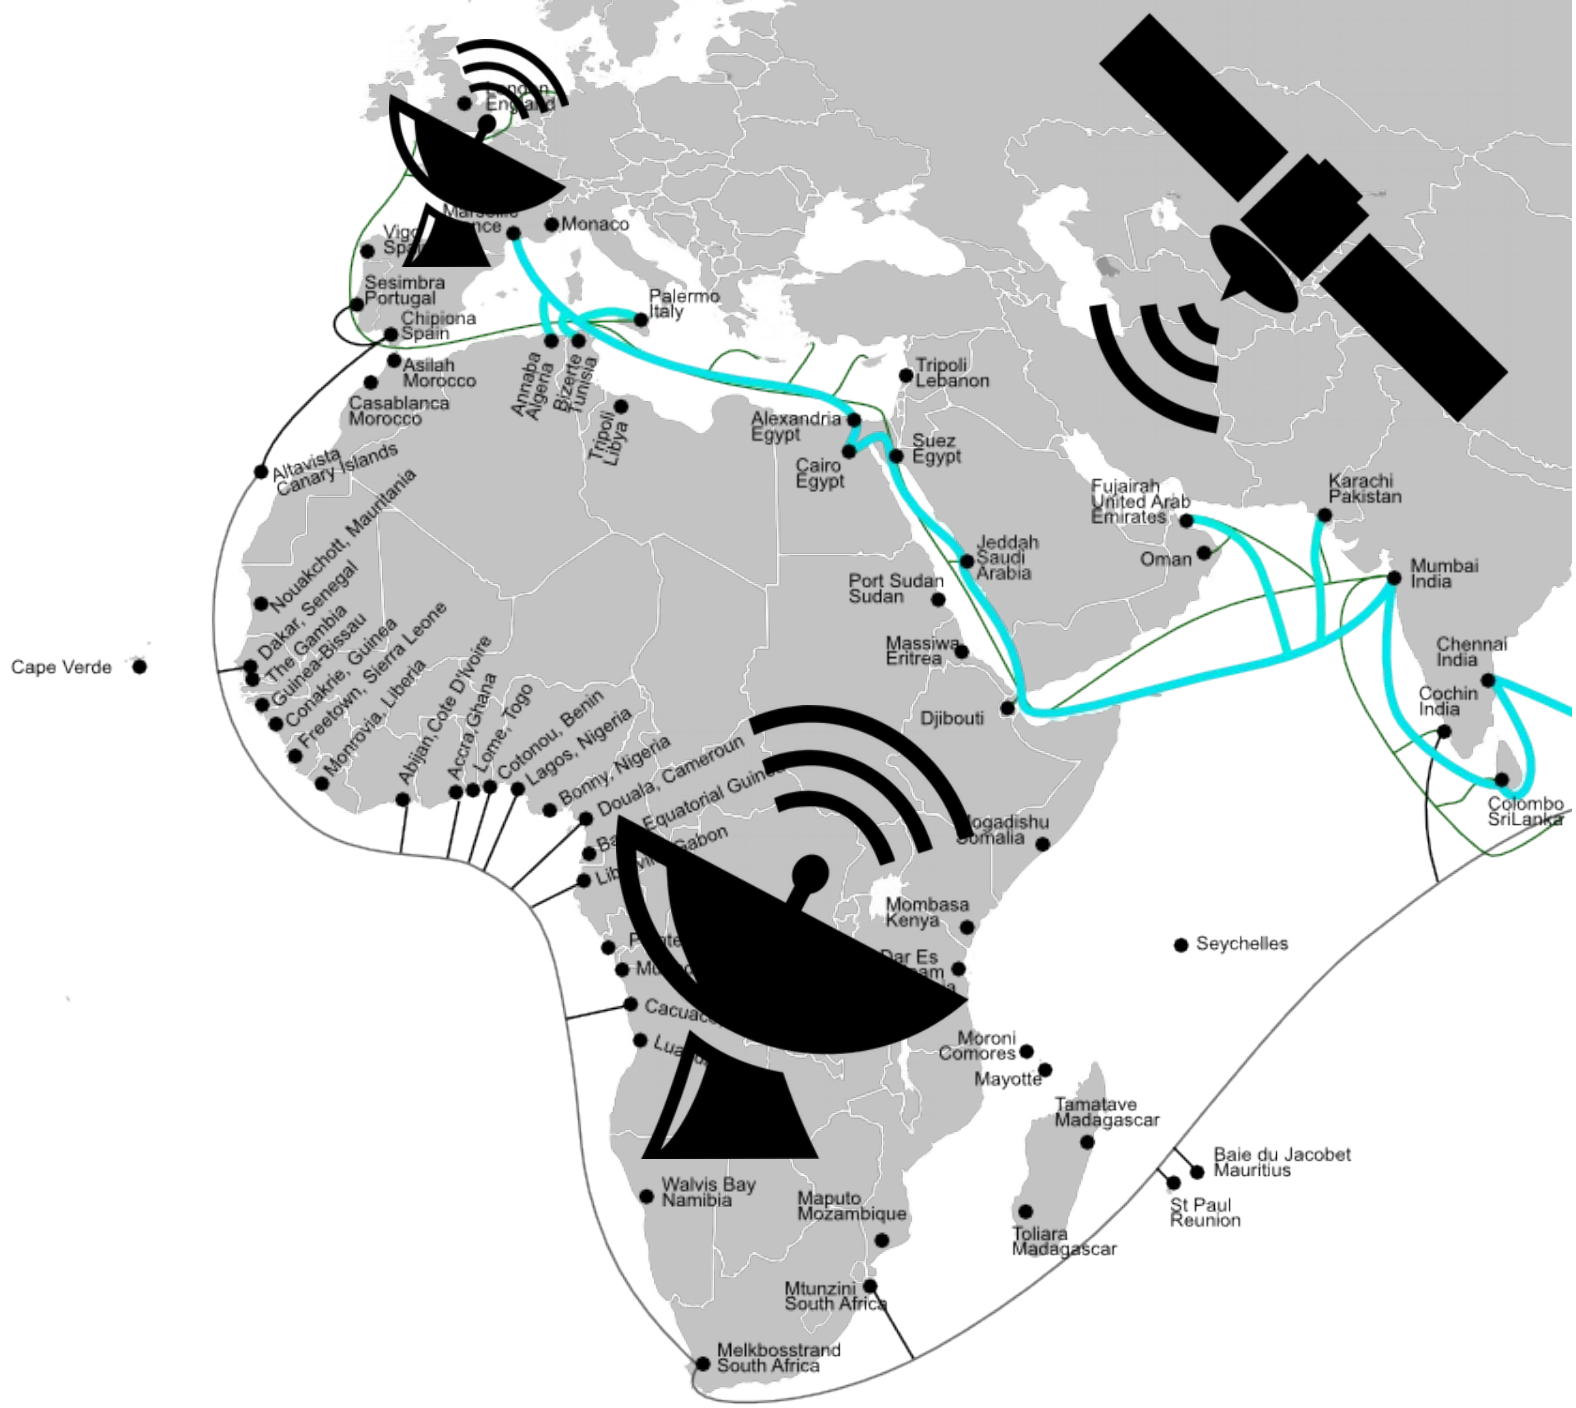 London
England
Monaco
Sesimbra
Portugal
Chipiona
Spain
Palermo
Italy
Asilah
Morocco
Casablanca
Morocco
Annaba
Algeria
Bizerte
Tunisia
Tripoli
Libya
Tripoli
Lebanon
Alexandria
Egypt
Cairo
Egypt
Suez
Egypt
Altavista
Canary Islands
Fujairah
United Arab
Emirates
Oman
Karachi
Pakistan
Jeddah
Saudi
Arabia
Port Sudan
Sudan
Massiwa
Eritrea
Djibouti
Mumbai
India
Chennai
India
Cochin
India
Colombo
SriLanka
Nouakchott, Mauritania
Dakar, Senegal
The Gambia
Guinea-Bissau
Conakrie, Guinea
Freetown, Sierra Leone
Monrovia, Liberia
Abijan,Cote D'Ivoire
Accra,Ghana
Lome, Togo
Cotonou, Benin
Lagos, Nigeria
Bonny, Nigeria
Douala, Cameroun
Equatorial Guinea
Gabon
Cape Verde
Somalia
Mombasa
Kenya
Dar Es
Seychelles
Moroni
Comores
Mayotte
Tamatave
Madagascar
Toliara
Madagascar
Baie du Jacobet
Mauritius
St Paul
Reunion
Walvis Bay
Namibia
Maputo
Mozambique
Mtunzini
South Africa
Melkbosstrand
South Africa